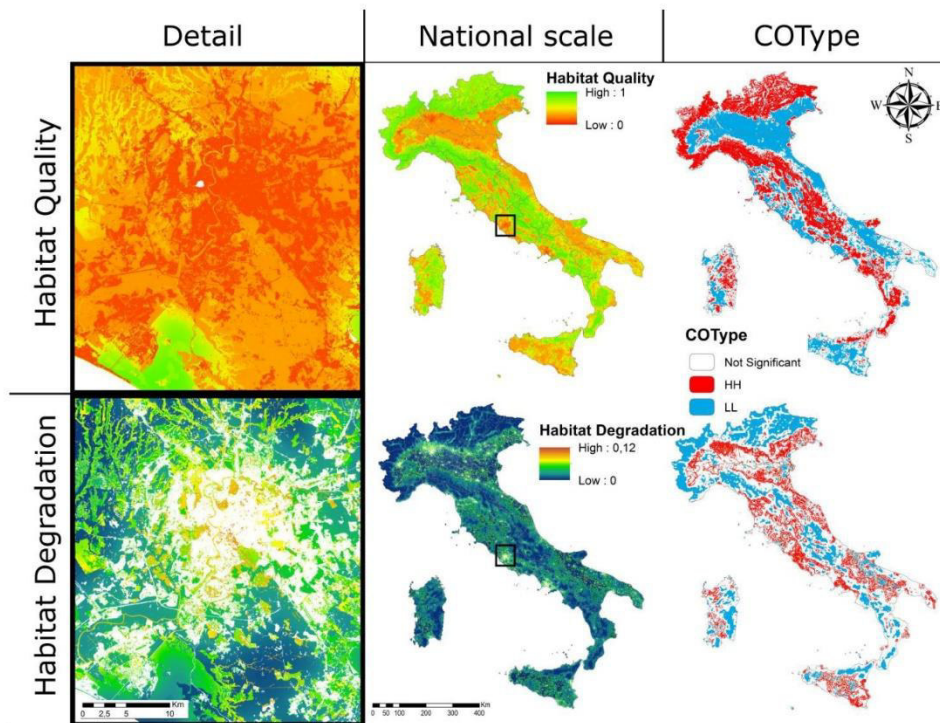 Detail
National scale
COType
Habitat Quality
Habitat Quality
High : 1
Low : 0
N
W
E
S
COType
Not Significant
HH
LL
Habitat Degradation
Habitat Degradation
High : 0,12
Low : 0
Km
0 2.5 5 10
Km
0 50 100 200 300 400